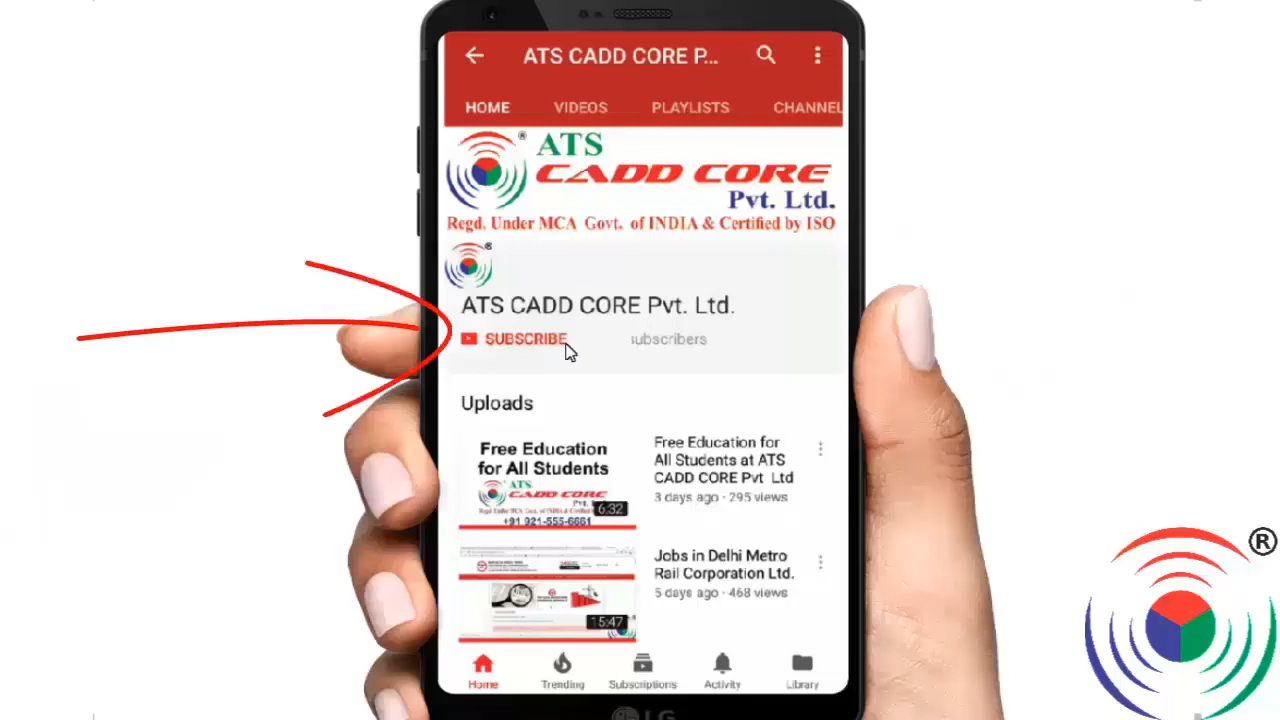 ATS CADD CORE P...
HOME VIDEOS PLAYLISTS CHANNEL
ATS
CADD CORE
Pvt. Ltd.
®
Regd. Under MCA Govt. of INDIA & Certified by ISO
®
ATS CADD CORE Pvt. Ltd.
SUBSCRIBE ubscribers
Uploads
Free Education
for All Students
ATS
CADD CORE
+91 921-555-6661
6:32
Free Education for
All Students at ATS
CADD CORE Pvt Ltd
3 days ago · 295 views
15:47
Jobs in Delhi Metro
Rail Corporation Ltd.
5 days ago · 468 views
Home Trending Subscriptions Activity Library
LG
®